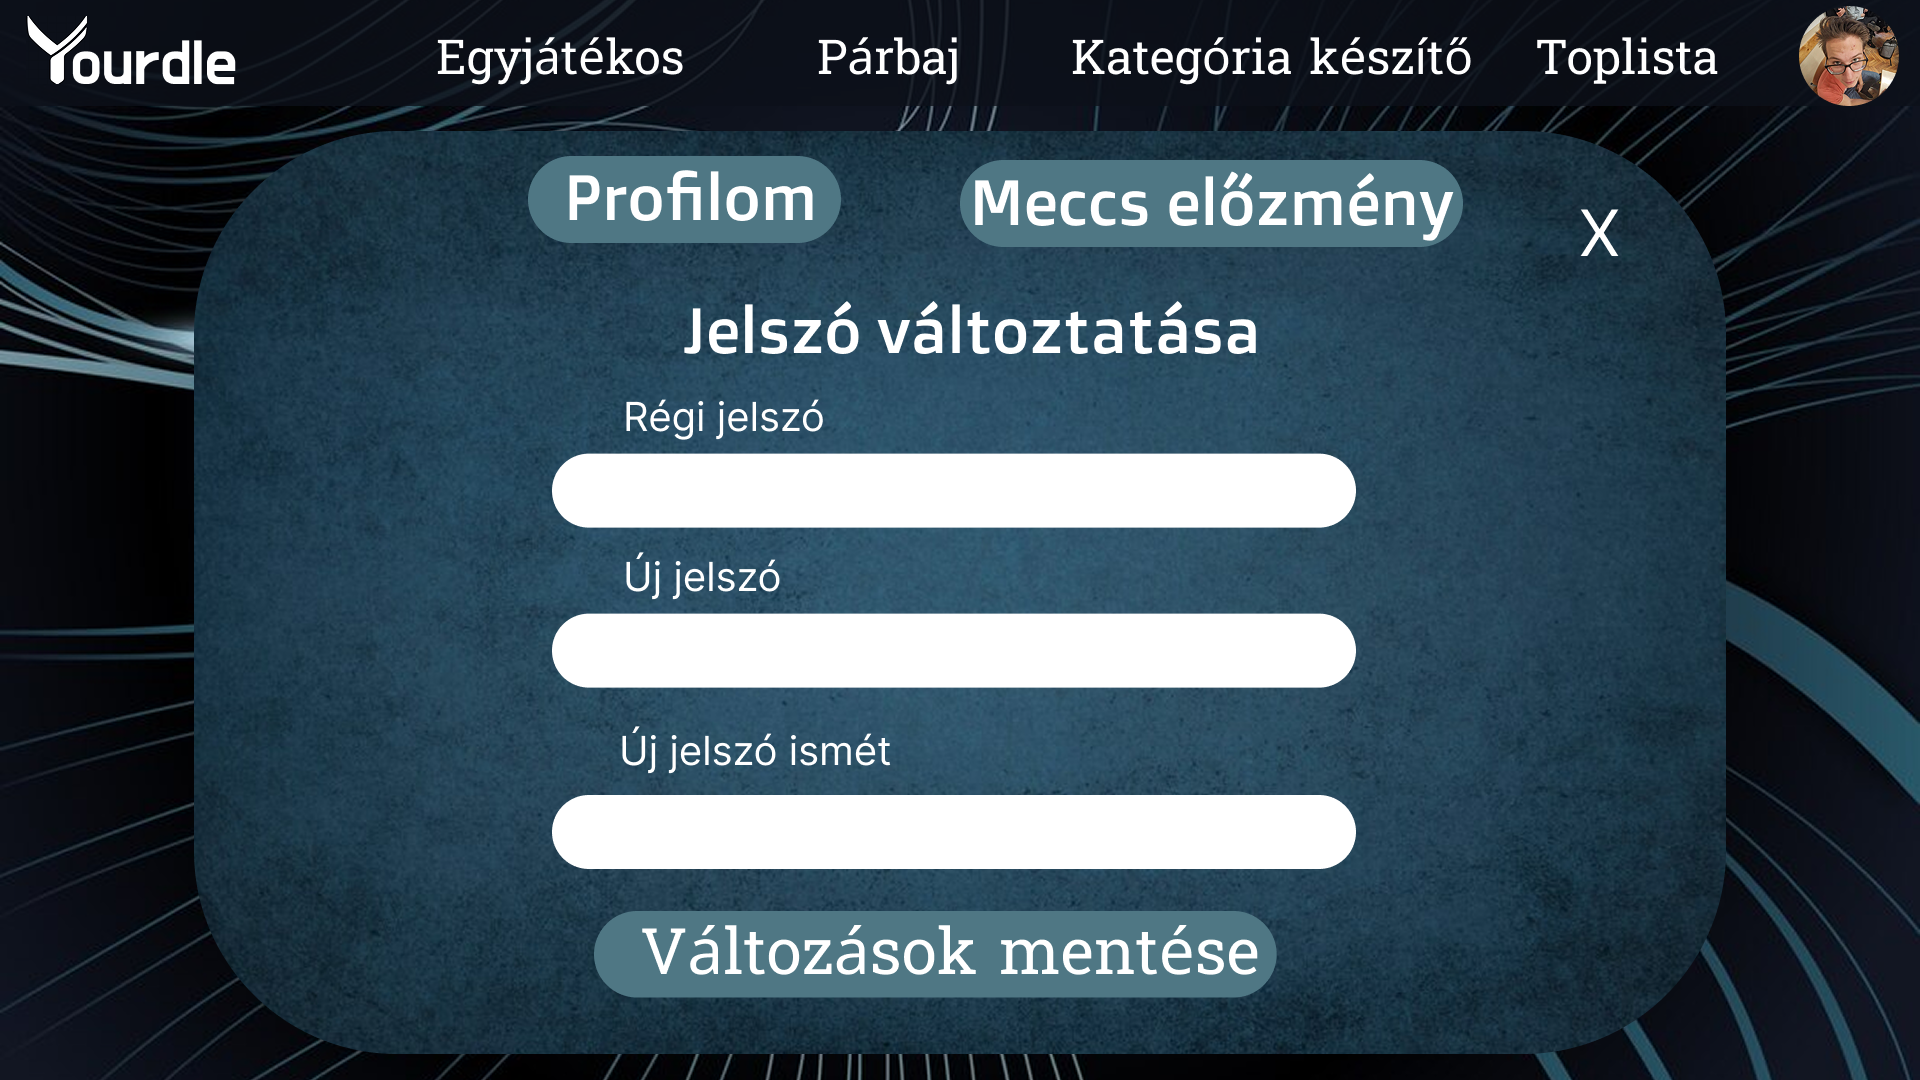 Yourdle
Egyjátékos
Párbaj
Kategória készítő
Toplista
Profilom
Meccs előzmény
X
Jelszó változtatása
Régi jelszó
Új jelszó
Új jelszó ismét
Változások mentése